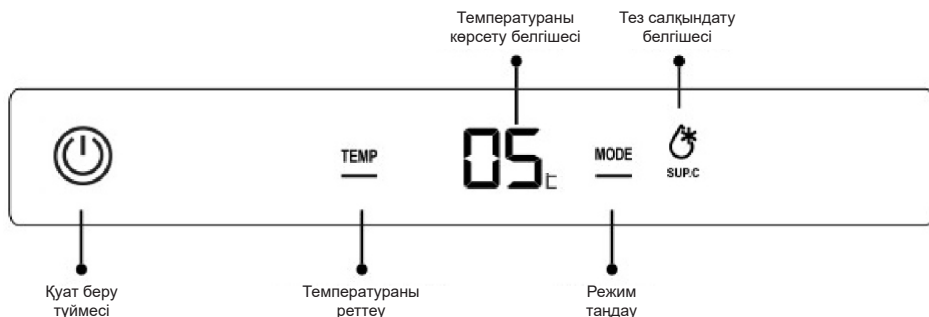 Температураны
көрсету белгішесі
Тез салқындату
белгішесі
TEMP
05
MODE
SUP.C
Қуат беру
түймесі
Температураны
реттеу
Режим
таңдау